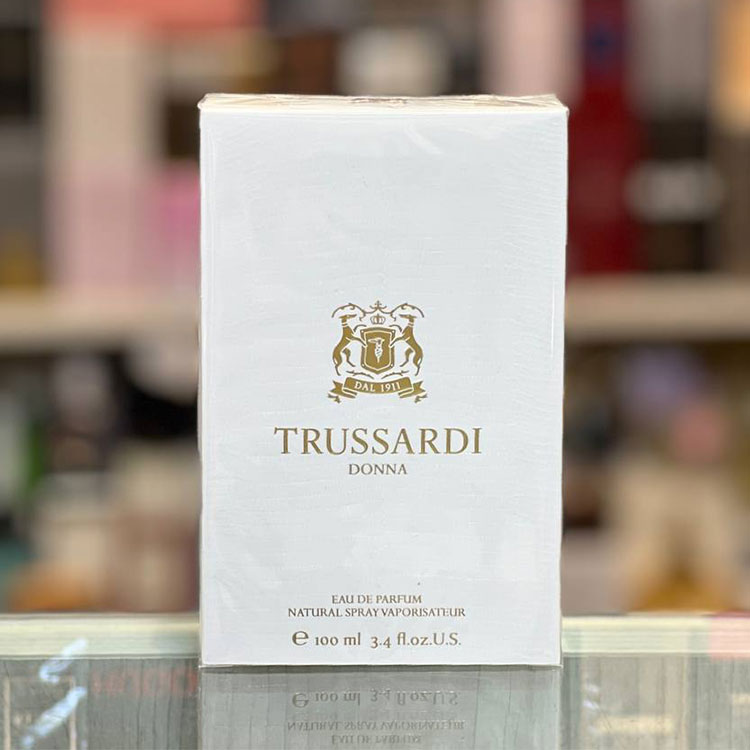 DAL 1911
TRUSSARDI
DONNA
EAU DE PARFUM
NATURAL SPRAY VAPORISATEUR
e 100 ml 3.4 fl.oz.U.S.